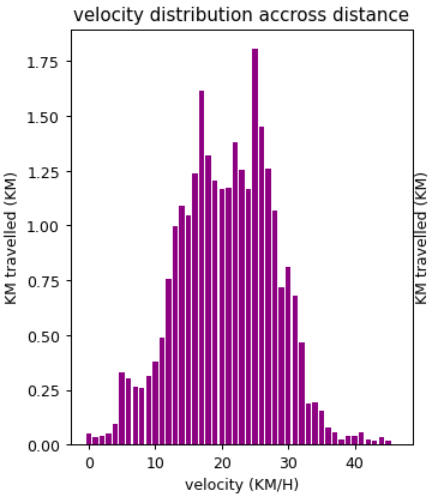 velocity distribution accross distance
KM travelled (KM)
1.75
1.50
1.25
1.00
0.75
0.50
0.25
0.00
0 10 20 30 40
velocity (KM/H)
KM travelled (KM)